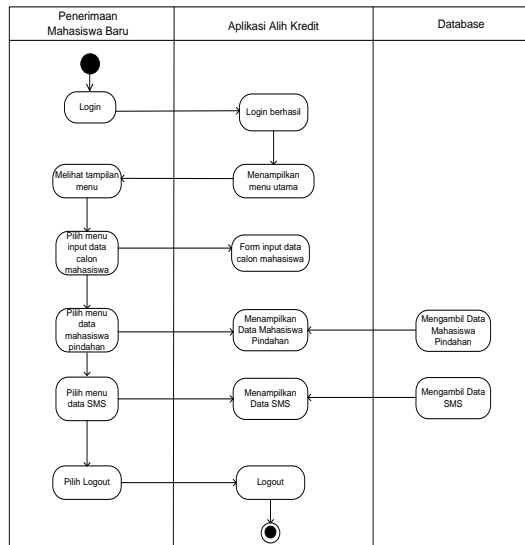 Penerimaan
Mahasiswa Baru
Aplikasi Alih Kredit
Database
Login
Login berhasil
Melihat tampilan
menu
Menampilkan
menu utama
Pilih menu
input data
calon
mahasiswa
Form input data
calon mahasiswa
Pilih menu
data
mahasiswa
pindahan
Menampilkan
Data Mahasiswa
Pindahan
Mengambil Data
Mahasiswa
Pindahan
Pilih menu
data SMS
Menampilkan
Data SMS
Mengambil Data
SMS
Pilih Logout
Logout